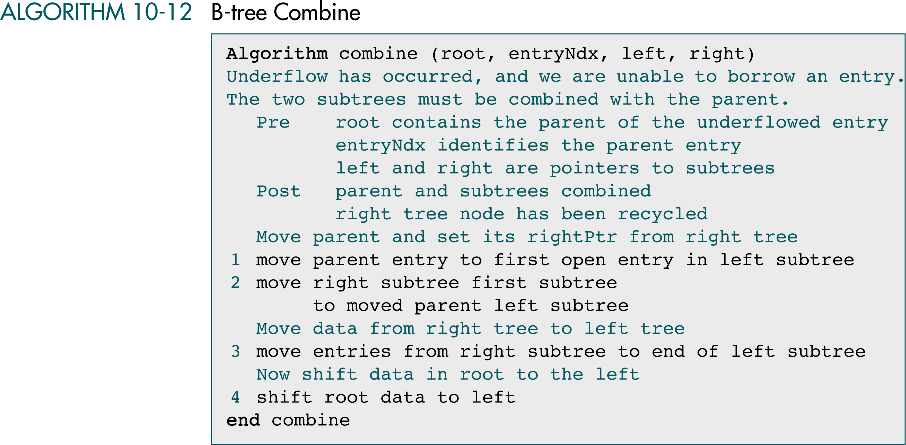 ALGORITHM 10-12 B-tree Combine
Algorithm combine (root, entryNdx, left, right)
Underflow has occurred, and we are unable to borrow an entry.
The two subtrees must be combined with the parent.
Pre root contains the parent of the underflowed entry
entryNdx identifies the parent entry
left and right are pointers to subtrees
Post parent and subtrees combined
right tree node has been recycled
Move parent and set its rightPtr from right tree
1 move parent entry to first open entry in left subtree
2 move right subtree first subtree
to moved parent left subtree
Move data from right tree to left tree
3 move entries from right subtree to end of left subtree
Now shift data in root to the left
4 shift root data to left
end combine